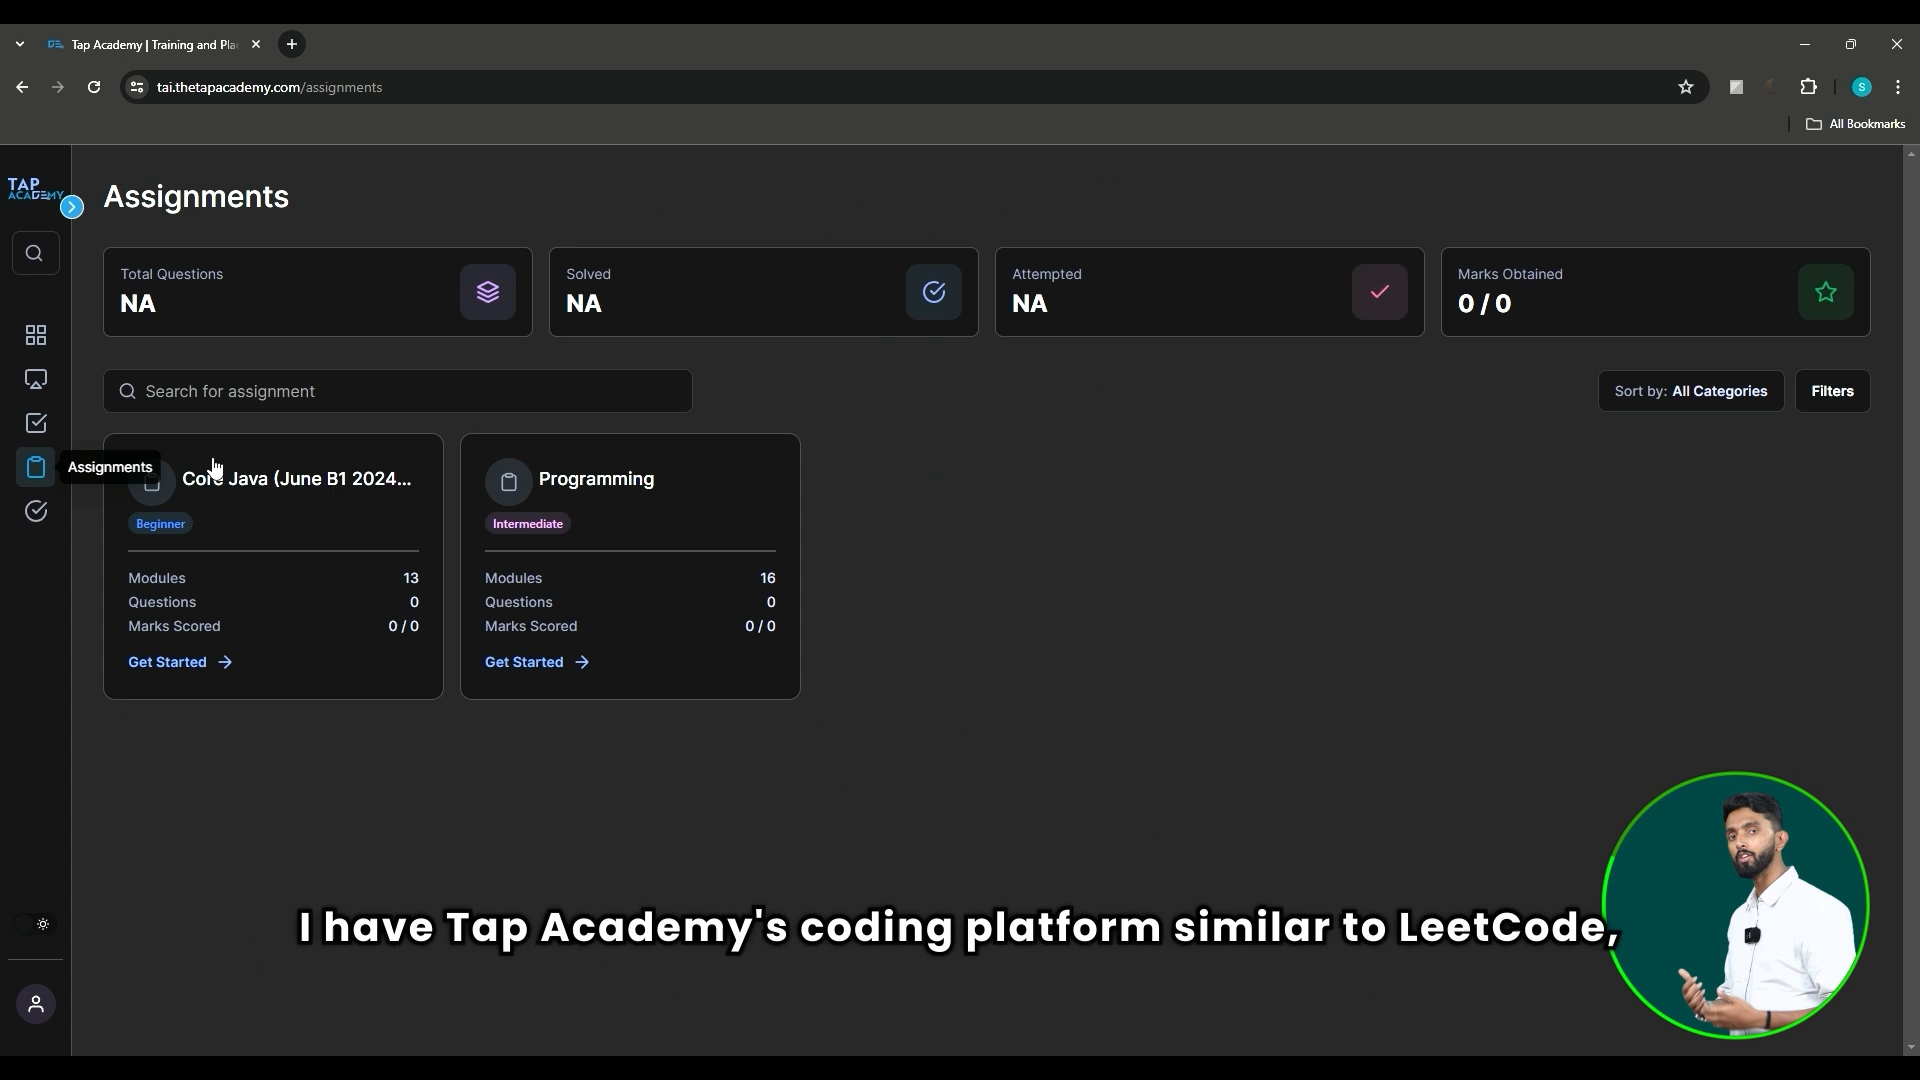 Tap Academy | Training and Pla
tai.thetapacademy.com/assignments
All Bookmarks
TAP
ACADEMY
Assignments
Total Questions
NA
Solved
NA
Attempted
NA
Marks Obtained
0 / 0
Search for assignment
Sort by: All Categories
Filters
Assignments
Core Java (June B1 2024...
Beginner
Modules 13
Questions 0
Marks Scored 0 / 0
Get Started
Programming
Intermediate
Modules 16
Questions 0
Marks Scored 0 / 0
Get Started
I have Tap Academy's coding platform similar to LeetCode,
S